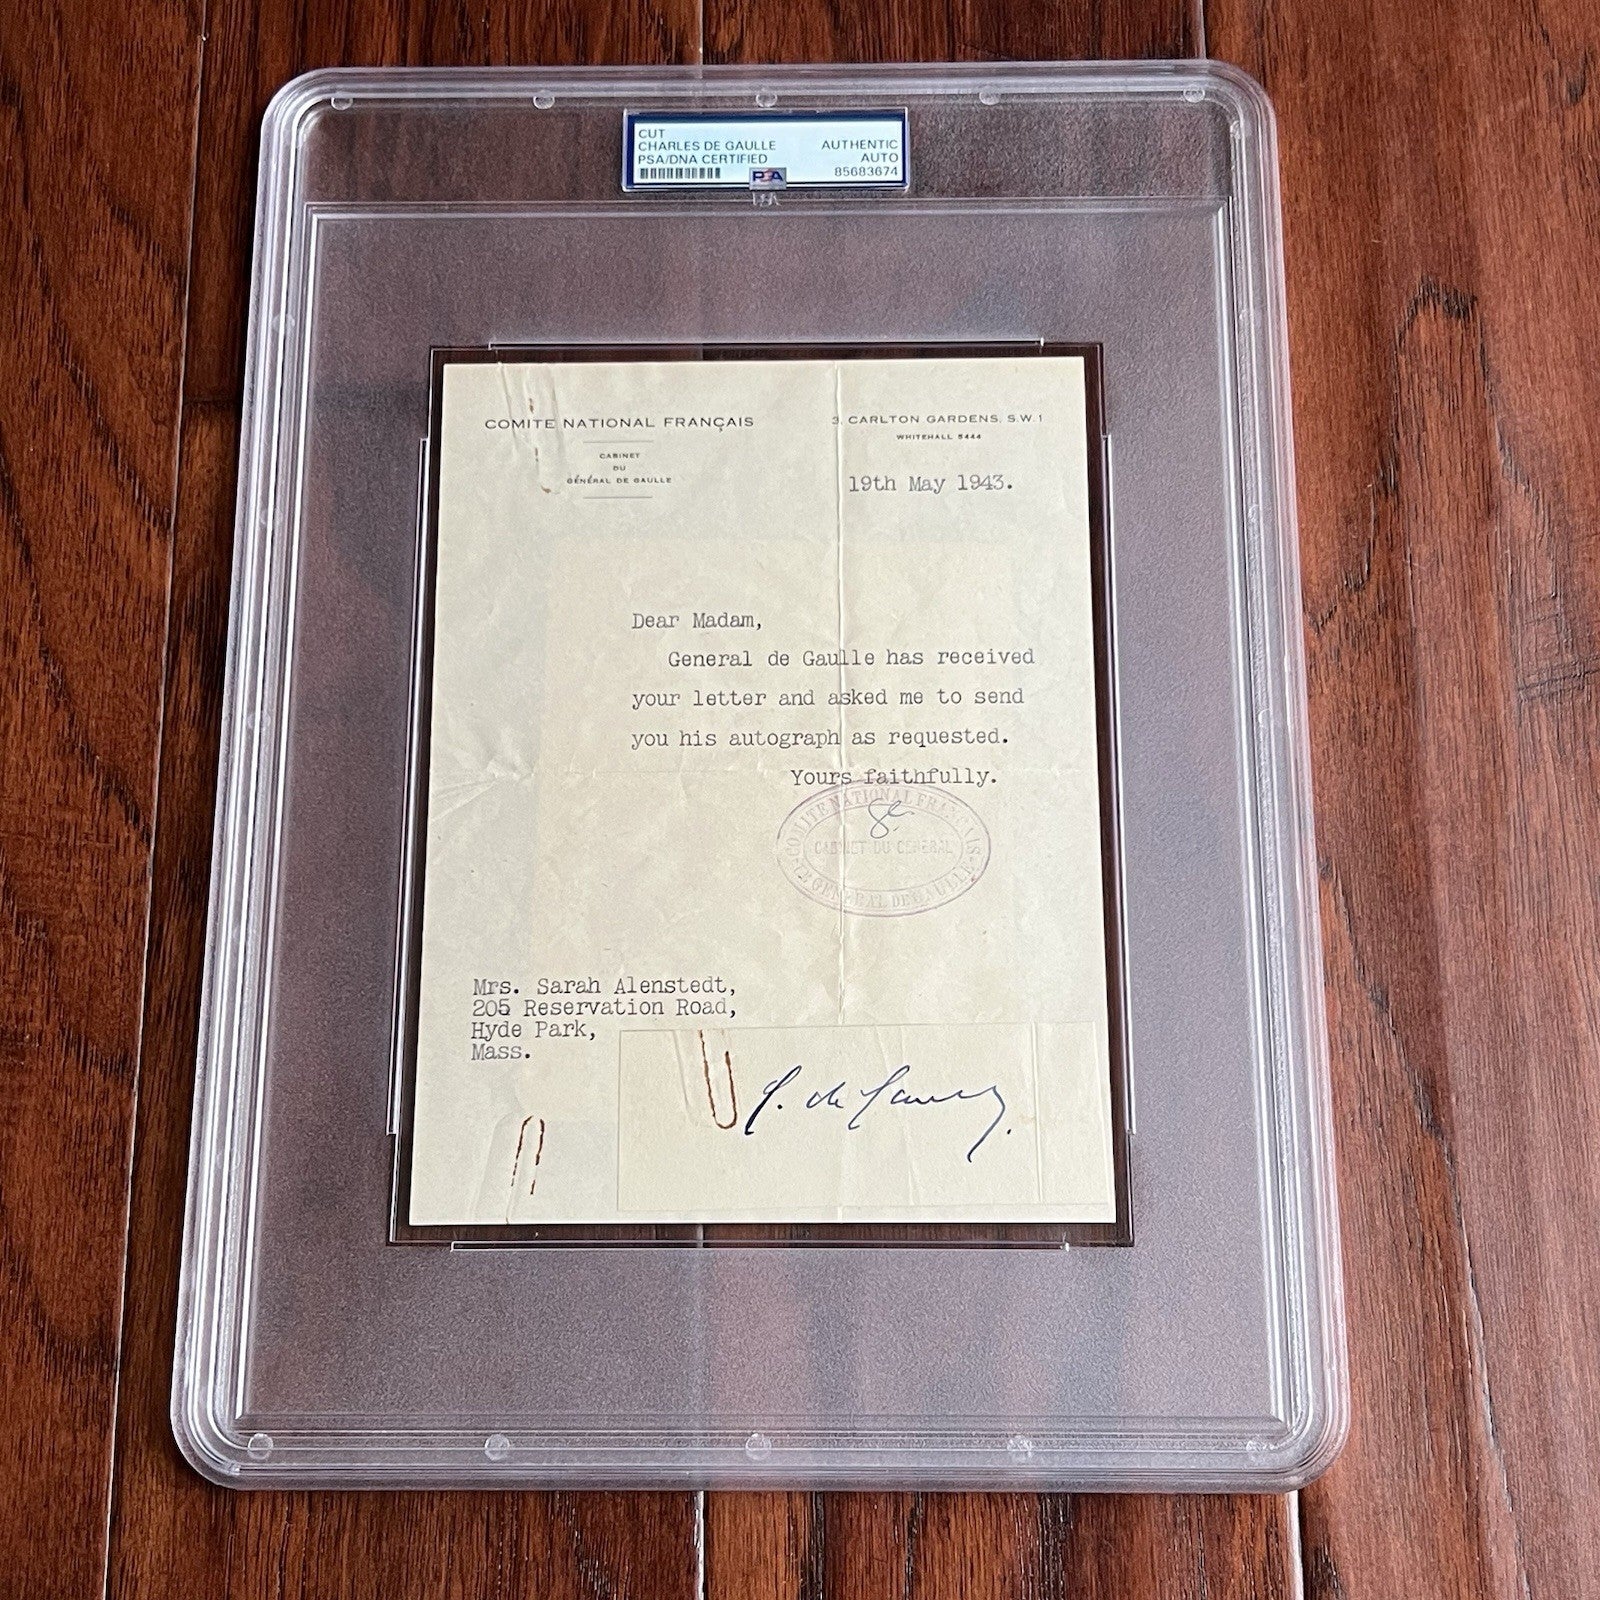 CUT
CHARLES DE GAULLE
PSA/DNA CERTIFIED
AUTHENTIC
AUTO
85683674
PSA
COMITE NATIONAL FRANÇAIS
CABINET
DU
GÉNÉRAL DE GAULLE
3, CARLTON GARDENS, S.W.1
WHITEHALL 5444
19th May 1943.
Dear Madam,
General de Gaulle has received
your letter and asked me to send
you his autograph as requested.
Yours faithfully.
COMITE NATIONAL FRANÇAIS
CABINET DU GENERAL
GENERAL DE GAULLE
Mrs. Sarah Alenstedt,
205 Reservation Road,
Hyde Park,
Mass.
C. de Gaulle.